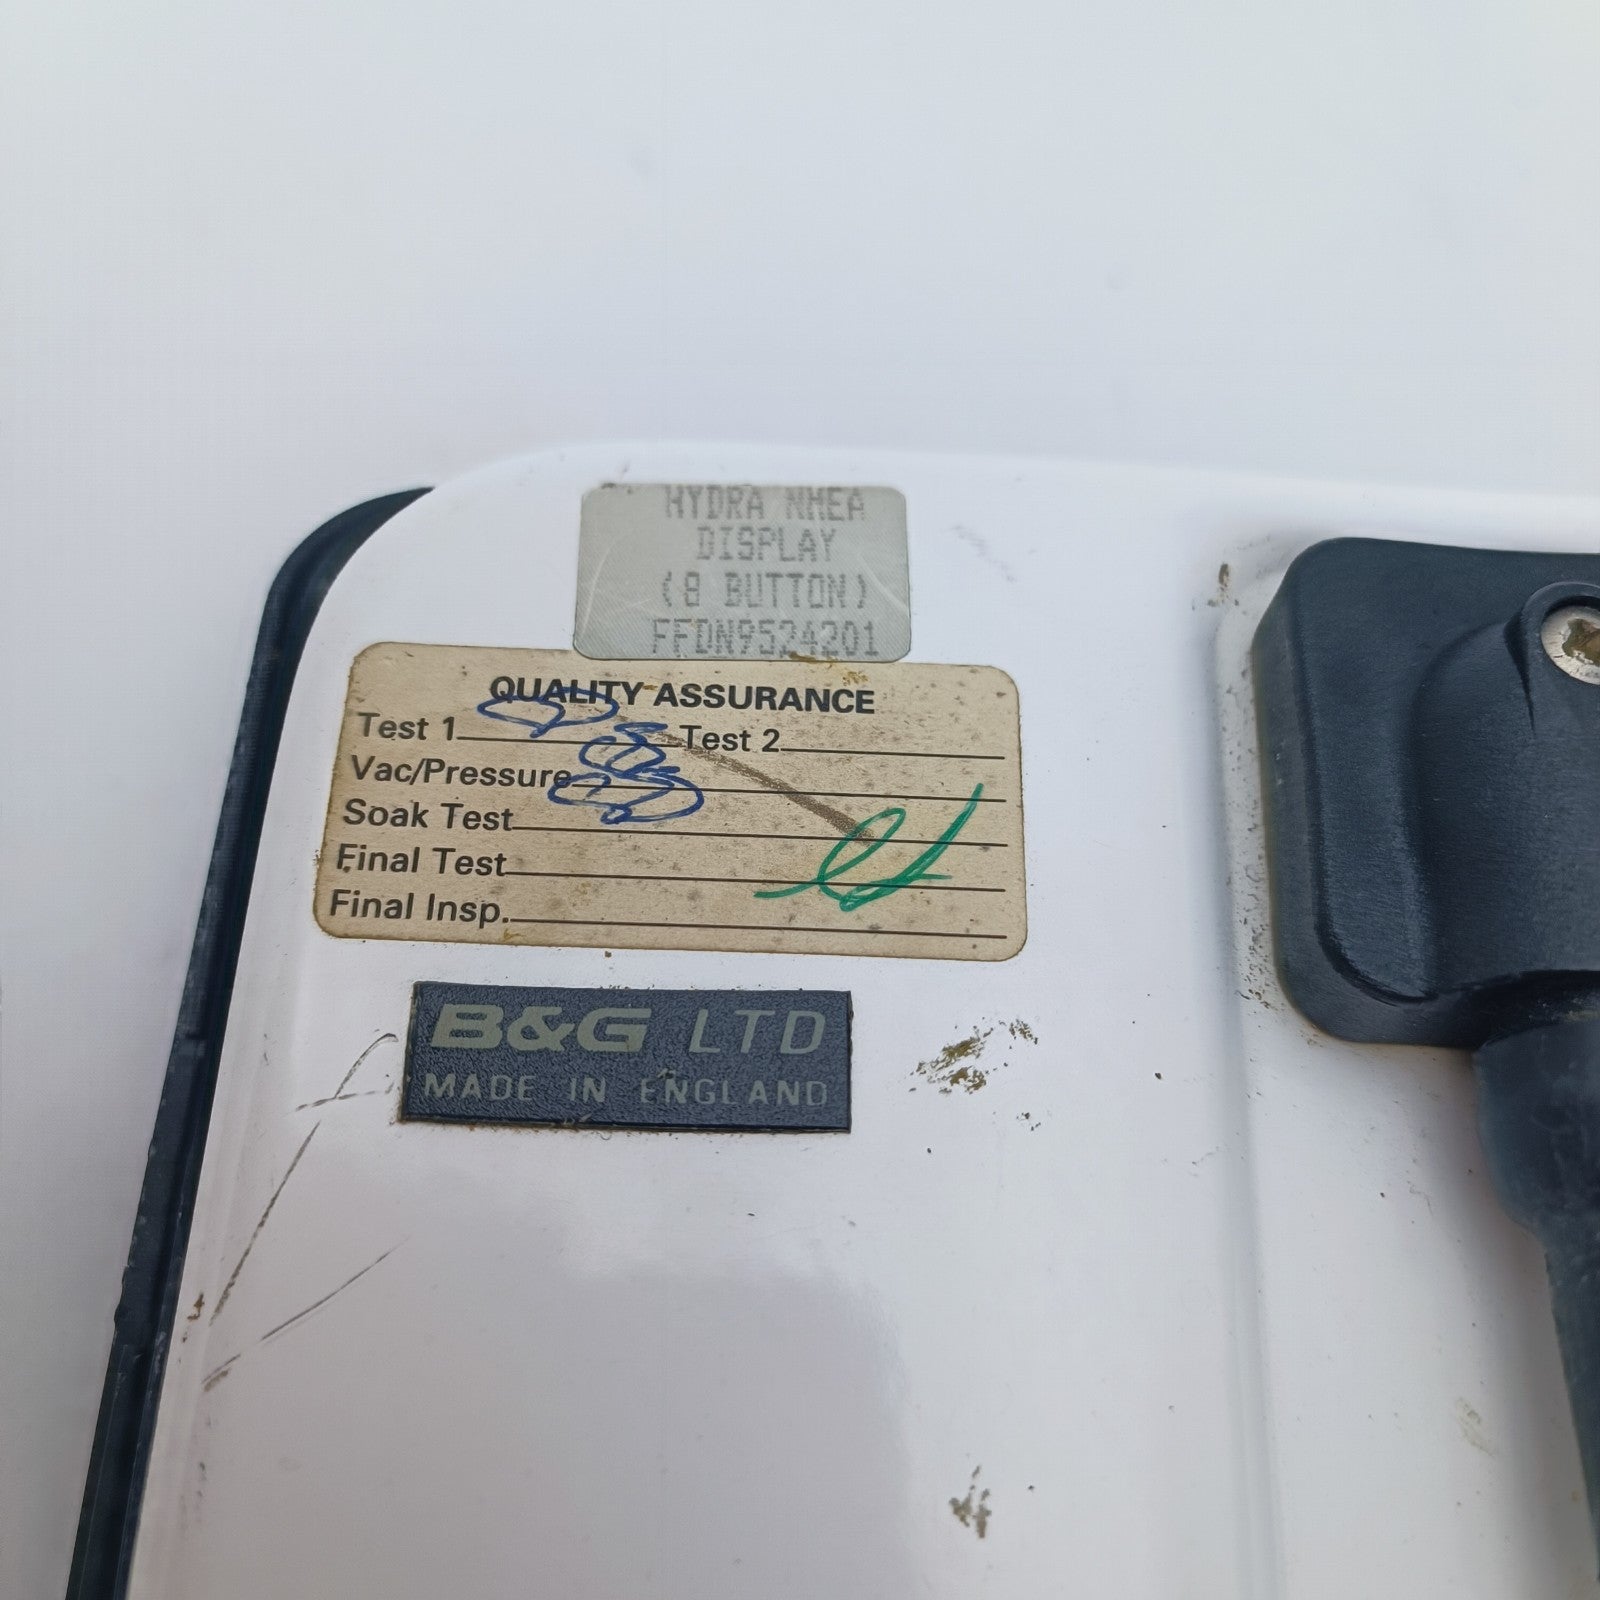 HYDRA NMEA
DISPLAY
(8 BUTTON)
FFDN9524201
QUALITY ASSURANCE
Test 1 Test 2
Vac/Pressure
Soak Test
Final Test
Final Insp.
B&G LTD
MADE IN ENGLAND